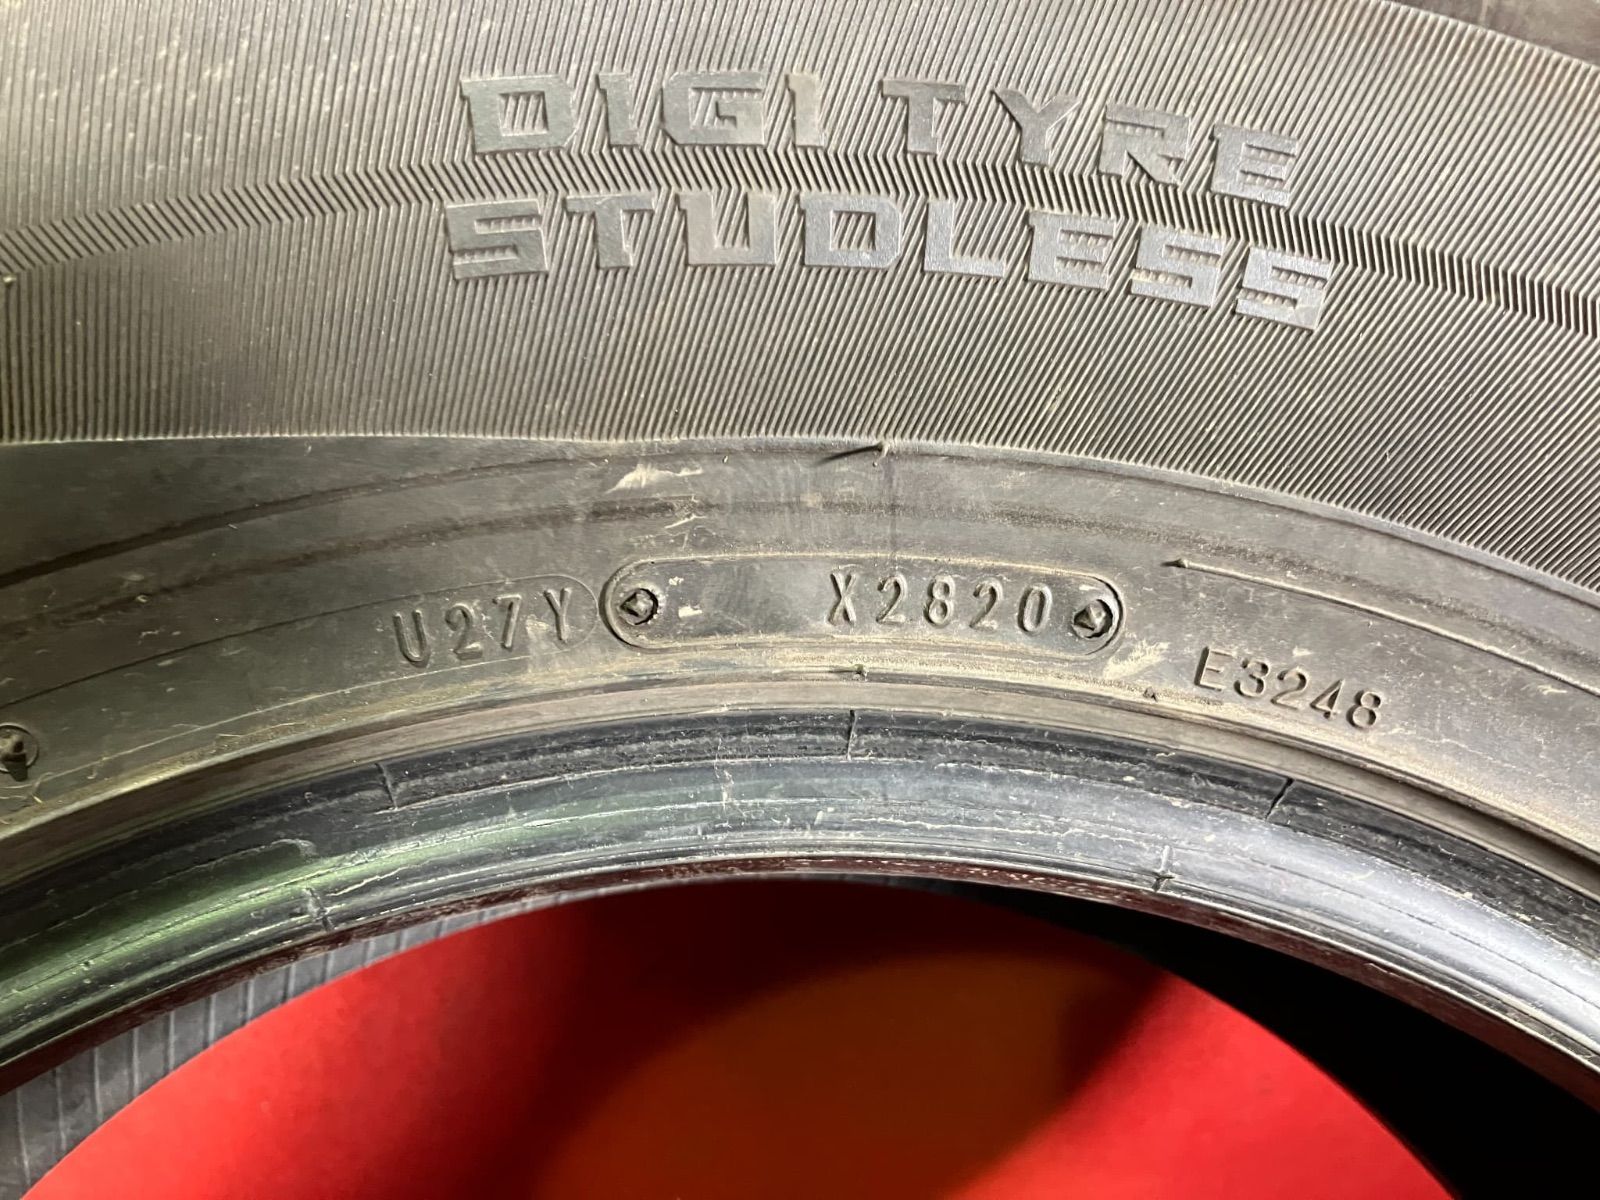 DIGI TYRE
STUDLESS
U27Y X2820 E3248